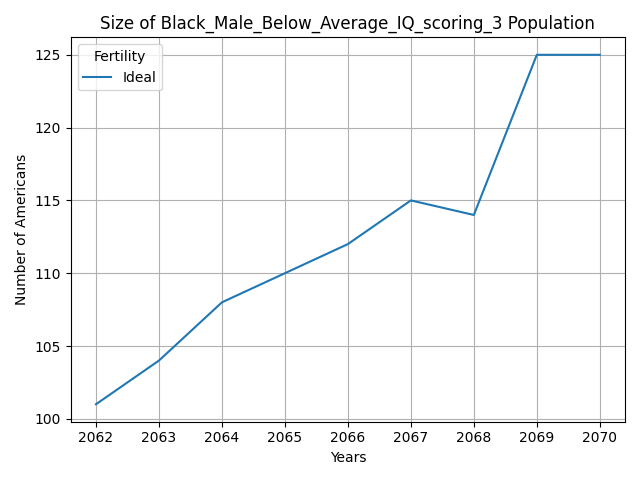 Size of Black_Male_Below_Average_IQ_scoring_3 Population
Fertility
Ideal
Number of Americans
125
120
115
110
105
100
2062 2063 2064 2065 2066 2067 2068 2069 2070
Years